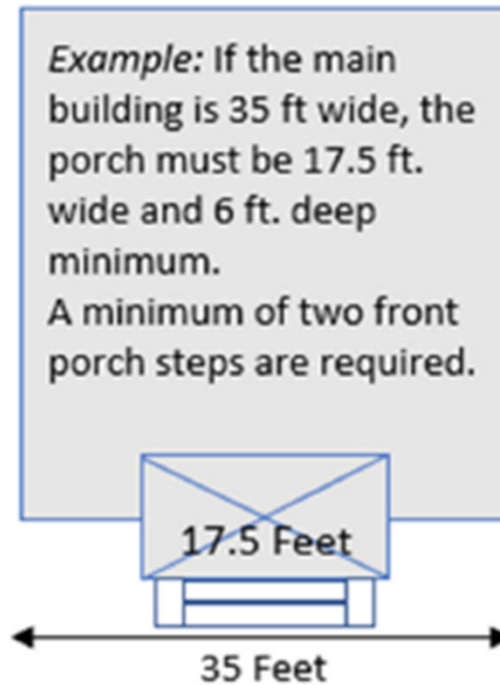 Example: If the main
building is 35 ft wide, the
porch must be 17.5 ft.
wide and 6 ft. deep
minimum.
A minimum of two front
porch steps are required.
17.5 Feet
35 Feet